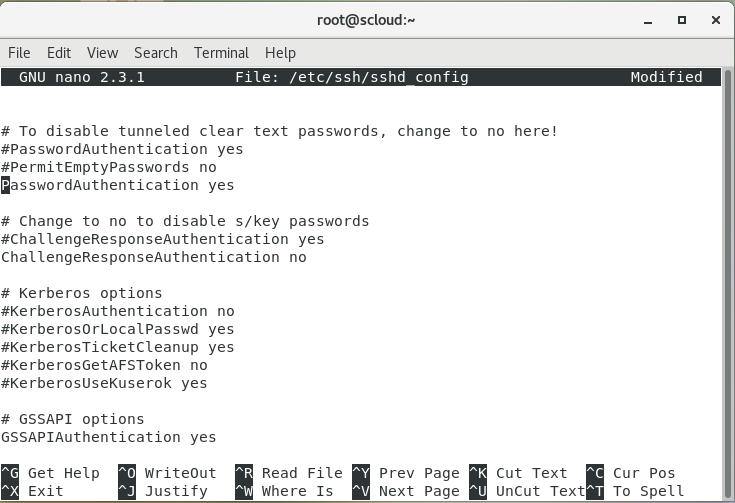 root@scloud:~
File Edit View Search Terminal Help
GNU nano 2.3.1 File: /etc/ssh/sshd_config Modified
# To disable tunneled clear text passwords, change to no here!
#PasswordAuthentication yes
#PermitEmptyPasswords no
PasswordAuthentication yes
# Change to no to disable s/key passwords
#ChallengeResponseAuthentication yes
ChallengeResponseAuthentication no
# Kerberos options
#KerberosAuthentication no
#KerberosOrLocalPasswd yes
#KerberosTicketCleanup yes
#KerberosGetAFSToken no
#KerberosUseKuserok yes
# GSSAPI options
GSSAPIAuthentication yes
^G Get Help ^O WriteOut ^R Read File ^Y Prev Page ^K Cut Text ^C Cur Pos
^X Exit ^J Justify ^W Where Is ^V Next Page ^U UnCut Text ^T To Spell